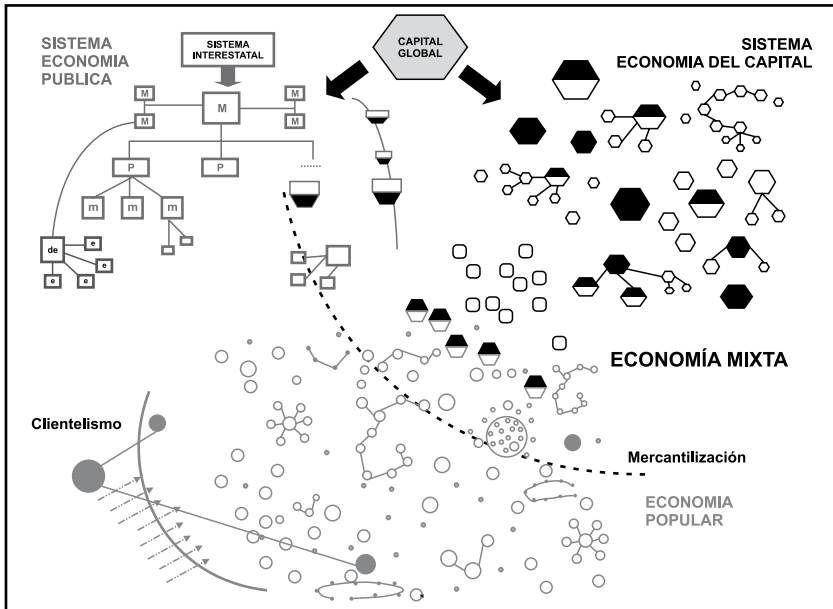 SISTEMA
ECONOMIA
PUBLICA
SISTEMA
INTERESTATAL
CAPITAL
GLOBAL
SISTEMA
ECONOMIA DEL CAPITAL
M
M
M
M
M
P
P
........
m
m
m
de
e
e
e
e
ECONOMÍA MIXTA
Clientelismo
Mercantilización
ECONOMIA
POPULAR